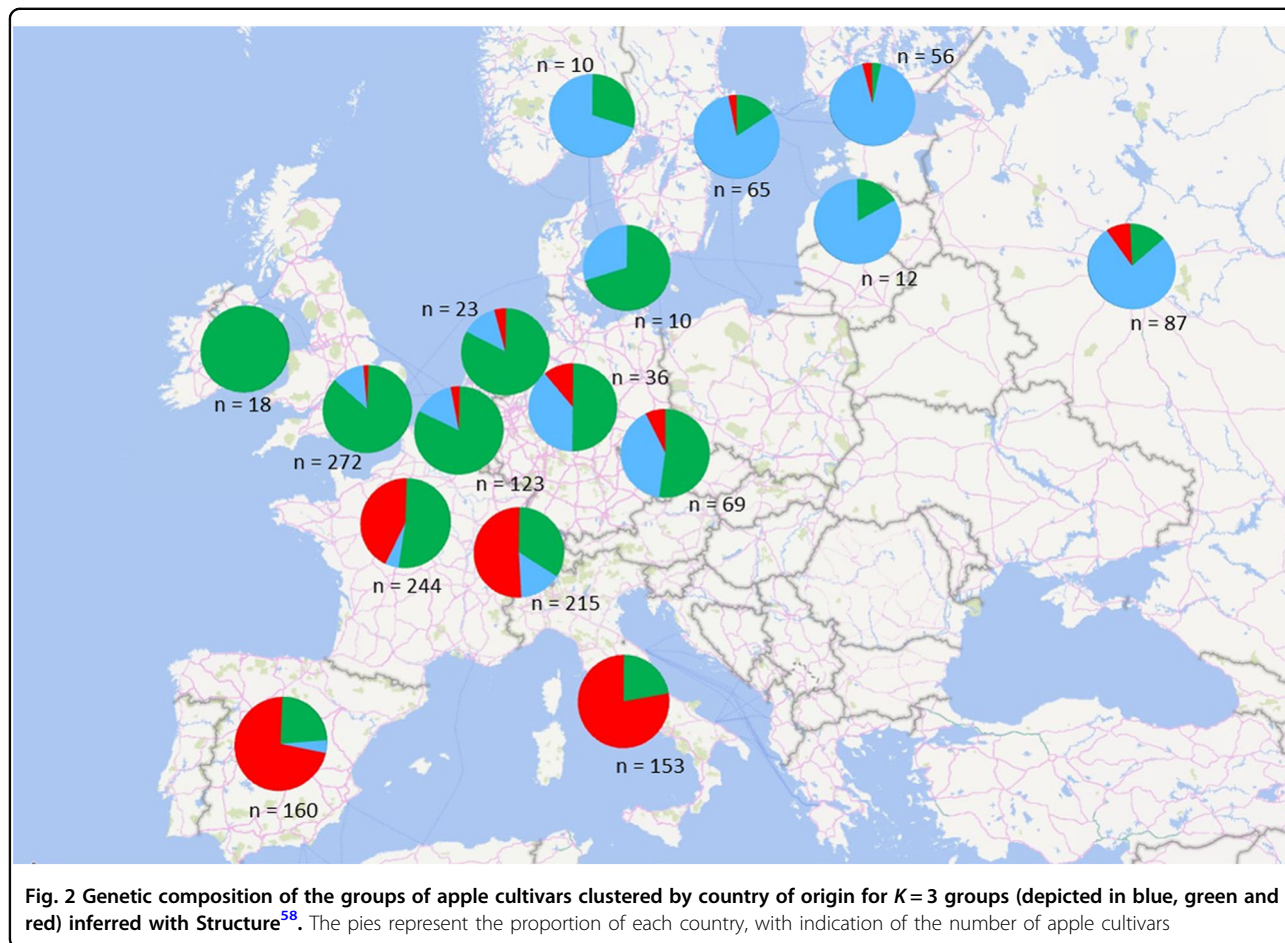 n = 10
n = 56
n = 65
n = 12
n = 87
n = 10
n = 23
n = 36
n = 18
n = 272
n = 123
n = 69
n = 244
n = 215
n = 153
n = 160
Fig. 2 Genetic composition of the groups of apple cultivars clustered by country of origin for K = 3 groups (depicted in blue, green and
red) inferred with Structure58. The pies represent the proportion of each country, with indication of the number of apple cultivars